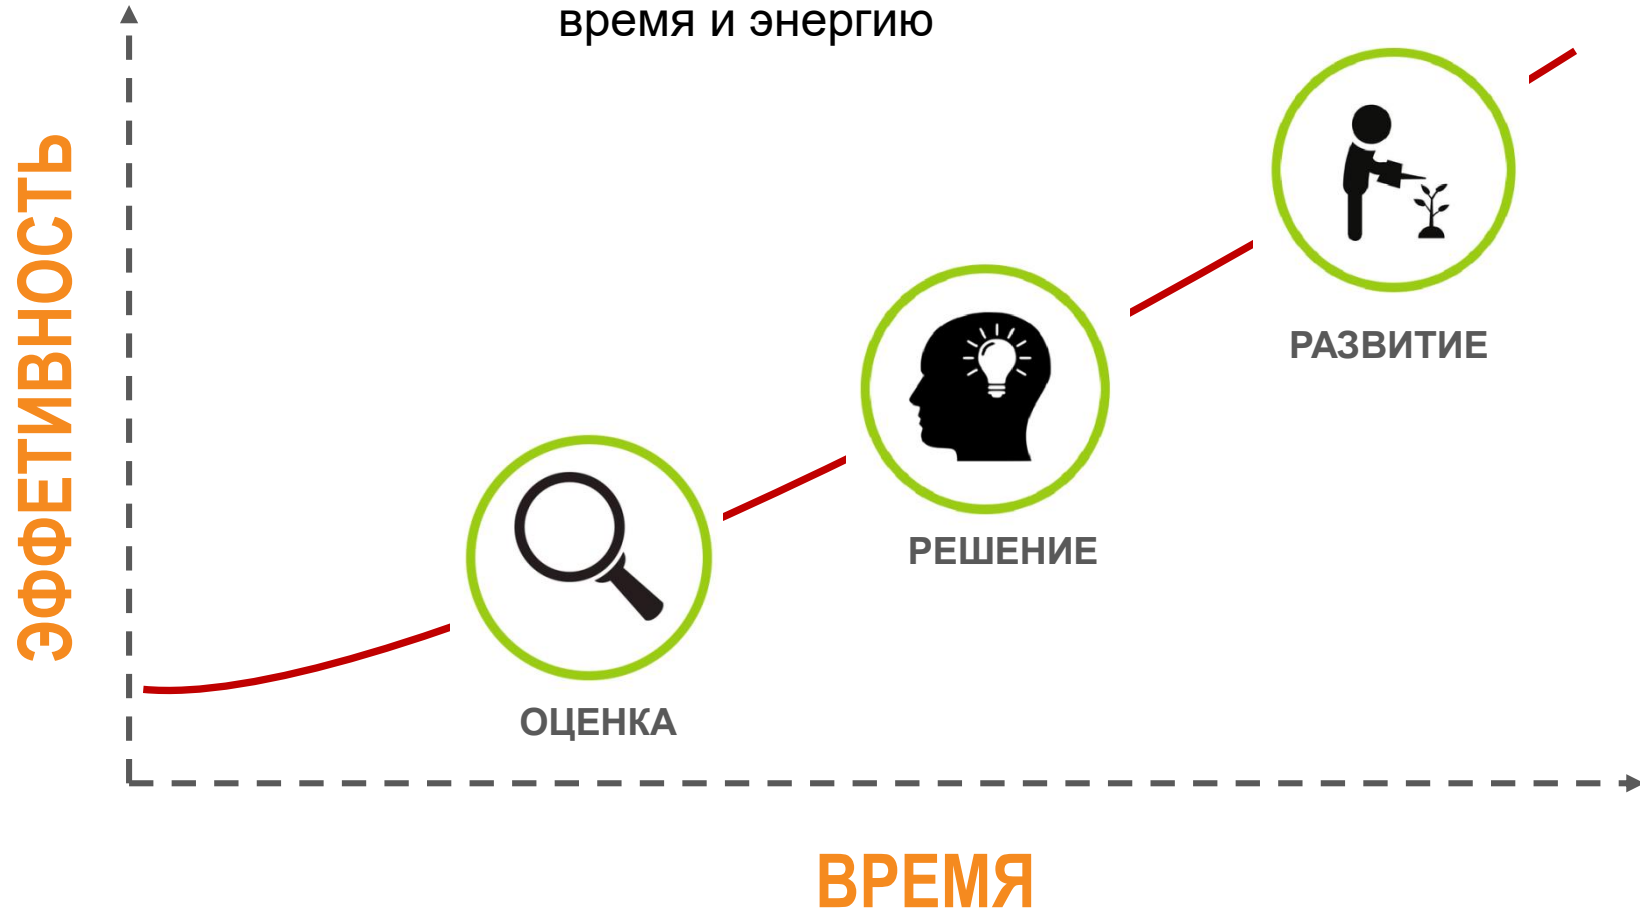 время и энергию
ЭФФЕТИВНОСТЬ
РАЗВИТИЕ
РЕШЕНИЕ
ОЦЕНКА
ВРЕМЯ